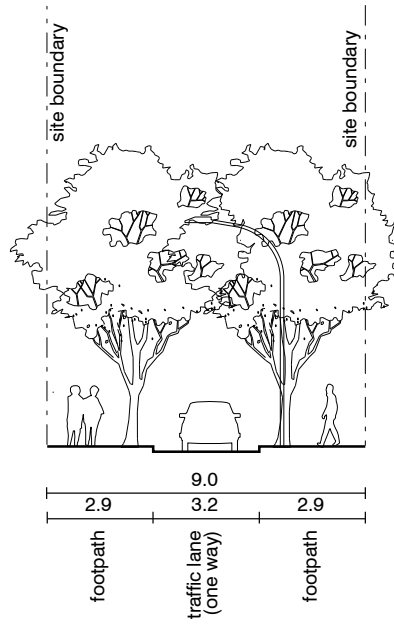 site boundary
site boundary
9.0
2.9
3.2
2.9
footpath
traffic lane
(one way)
footpath